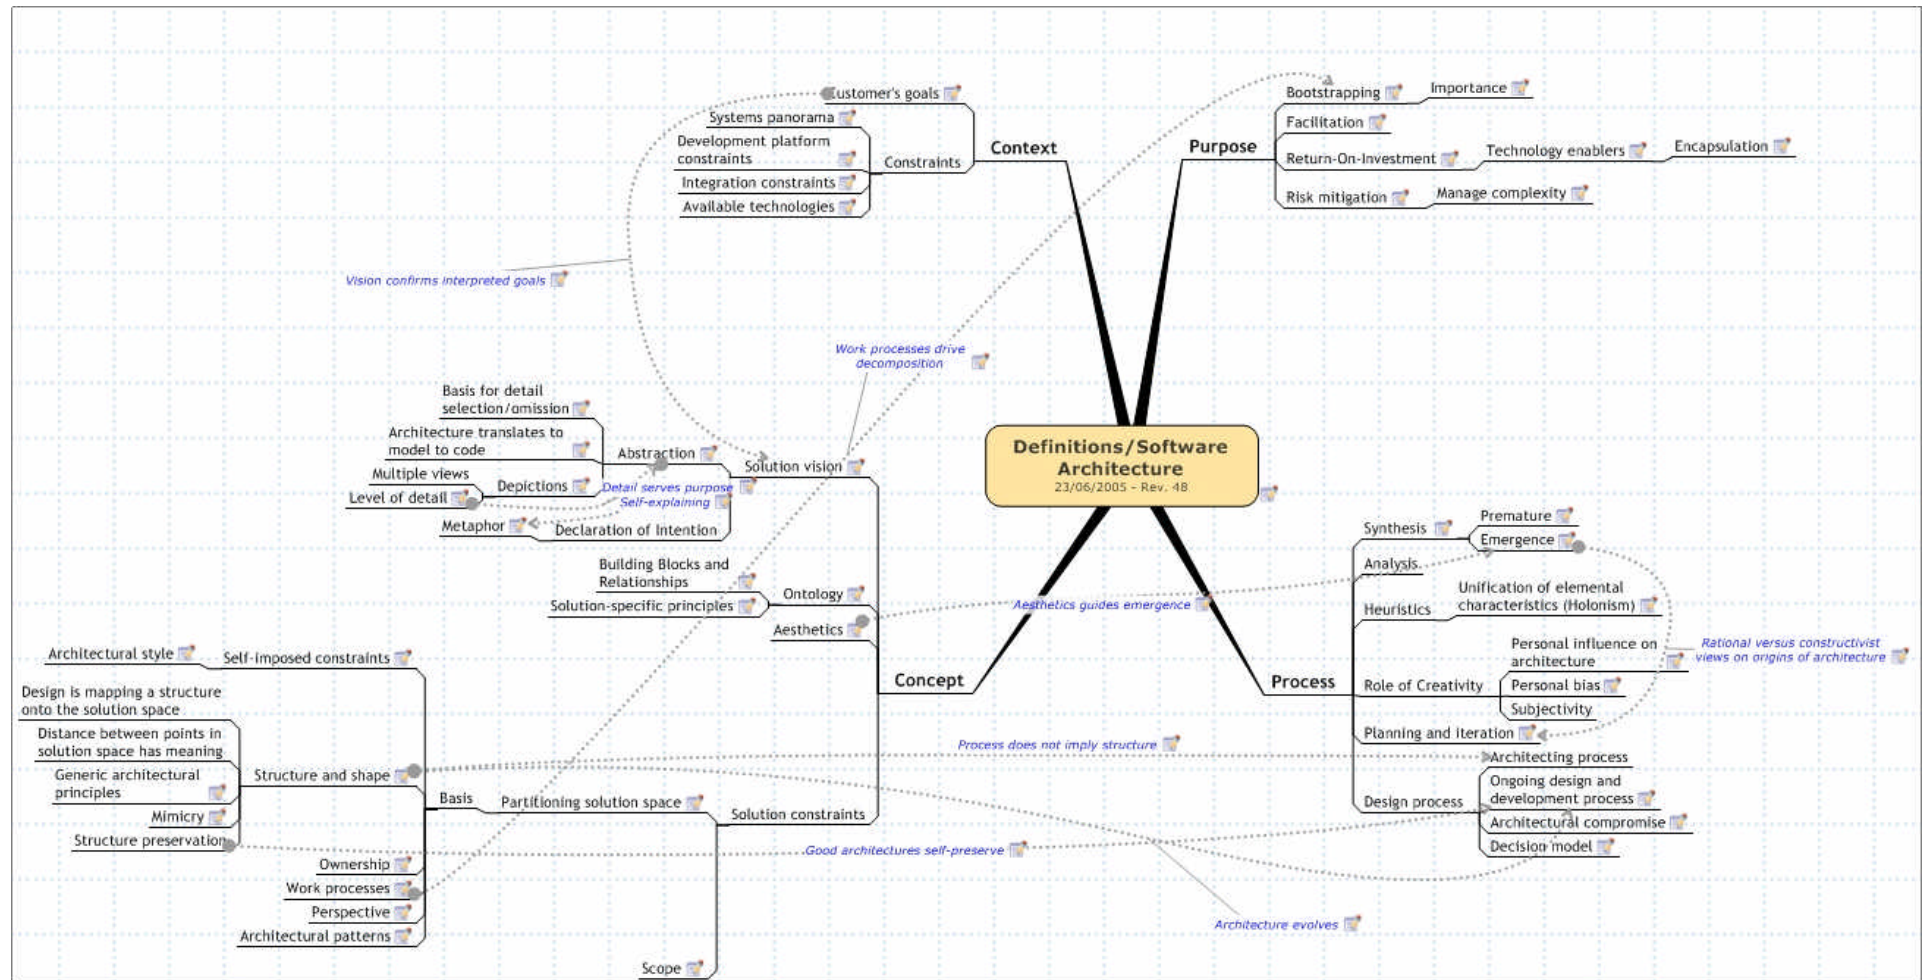 Customer's goals
Systems panorama
Development platform
constraints
Integration constraints
Available technologies
Constraints
Context
Purpose
Bootstrapping
Importance
Facilitation
Return-On-Investment
Technology enablers
Encapsulation
Risk mitigation
Manage complexity
Vision confirms interpreted goals
Work processes drive
decomposition
Definitions/Software
Architecture
23/06/2005 - Rev. 48
Basis for detail
selection/omission
Architecture translates to
model to code
Multiple views
Level of detail
Depictions
Abstraction
Solution vision
Detail serves purpose
Self-explaining
Metaphor
Declaration of Intention
Building Blocks and
Relationships
Solution-specific principles
Ontology
Aesthetics
Aesthetics guides emergence
Concept
Architectural style
Self-imposed constraints
Design is mapping a structure
onto the solution space
Distance between points in
solution space has meaning
Generic architectural
principles
Mimicry
Structure preservation
Structure and shape
Basis
Partitioning solution space
Solution constraints
Ownership
Work processes
Perspective
Architectural patterns
Scope
Process
Synthesis
Premature
Emergence
Analysis
Heuristics
Unification of elemental
characteristics (Holonism)
Rational versus constructivist
views on origins of architecture
Role of Creativity
Personal influence on
architecture
Personal bias
Subjectivity
Planning and iteration
Process does not imply structure
Design process
Architecting process
Ongoing design and
development process
Architectural compromise
Decision model
Good architectures self-preserve
Architecture evolves